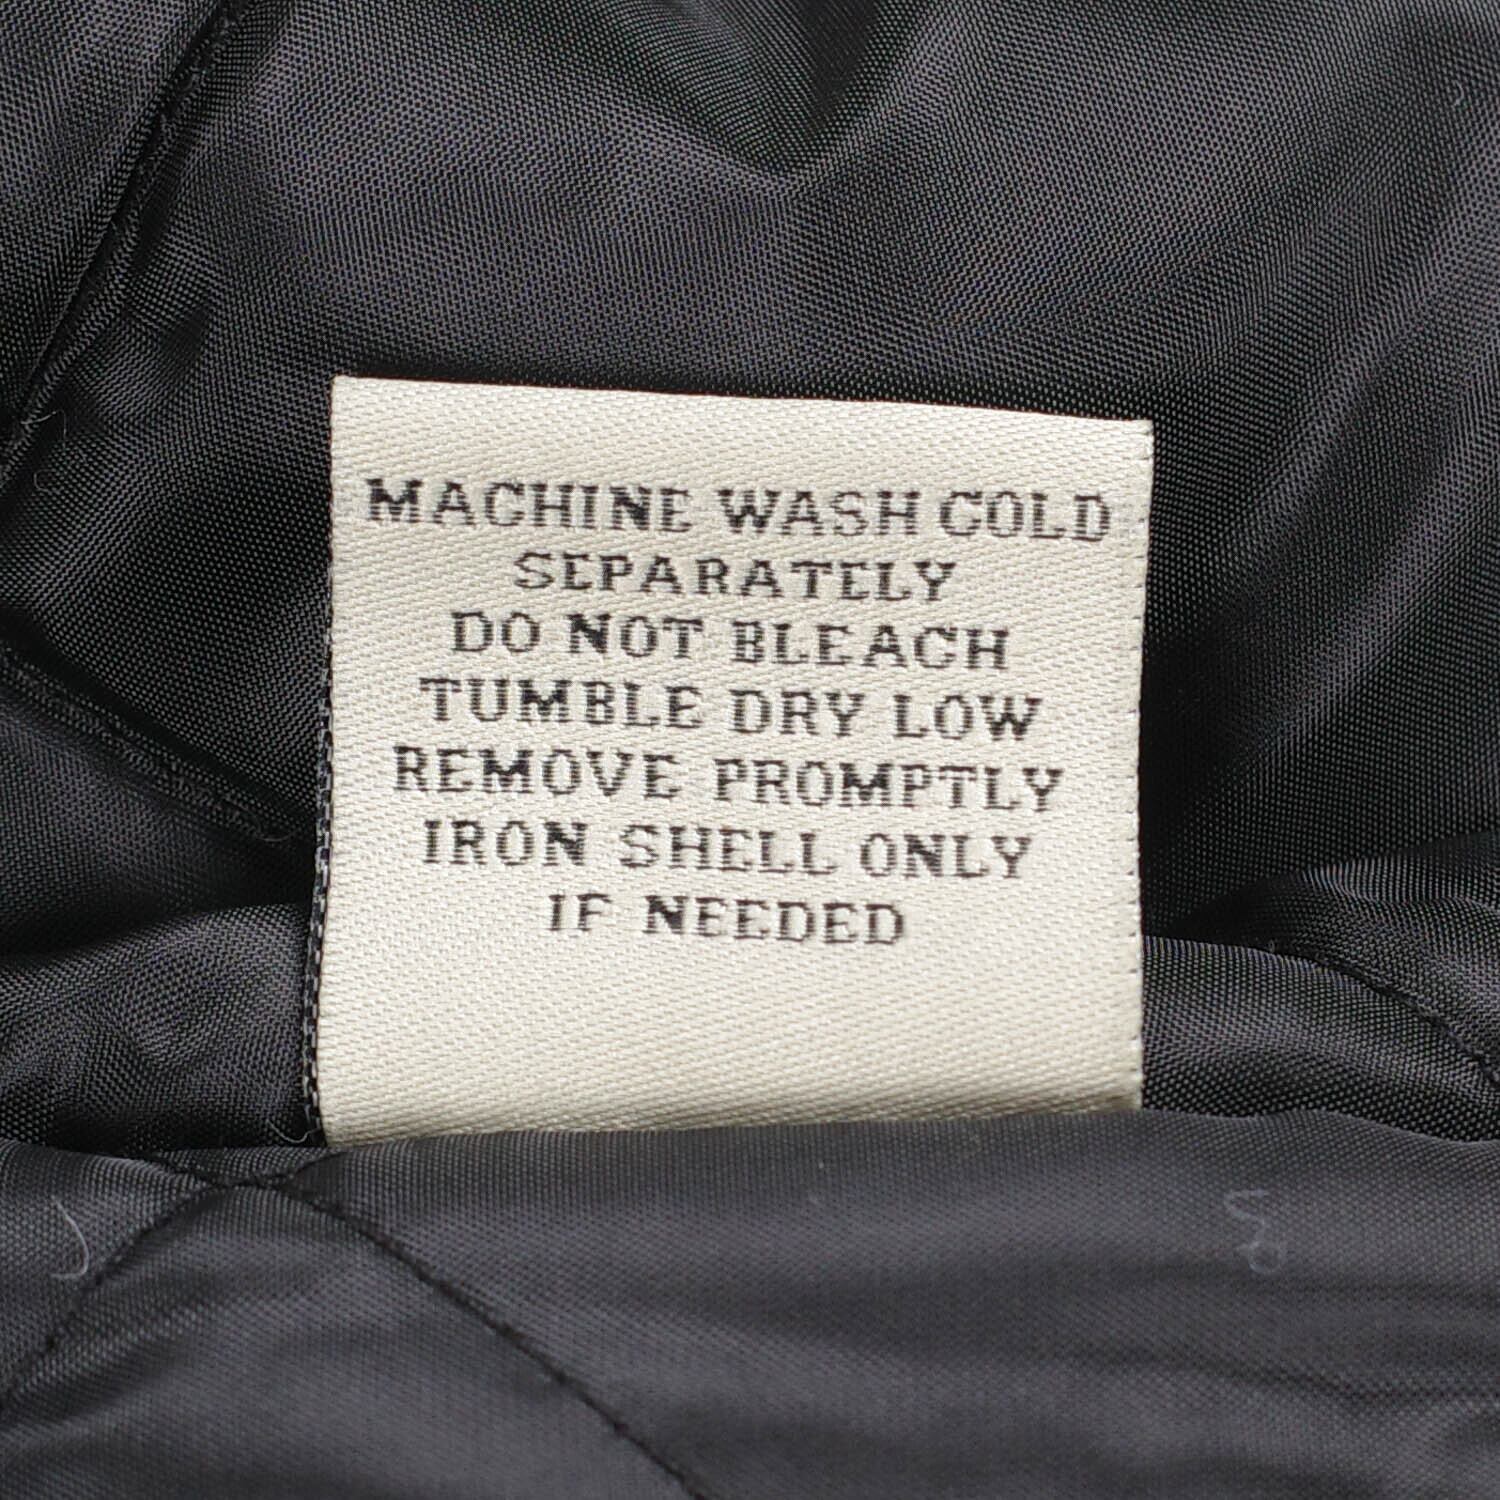 MACHINE WASH COLD
SEPARATELY
DO NOT BLEACH
TUMBLE DRY LOW
REMOVE PROMPTLY
IRON SHELL ONLY
IF NEEDED